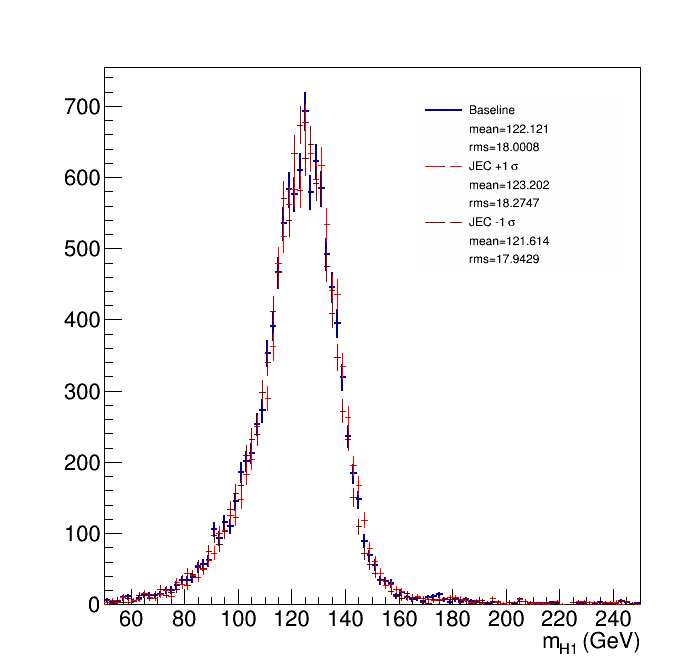 700
600
500
400
300
200
100
0
Baseline
mean=122.121
rms=18.0008
JEC +1 σ
mean=123.202
rms=18.2747
JEC -1 σ
mean=121.614
rms=17.9429
60 80 100 120 140 160 180 200 220 240
m_H1 (GeV)